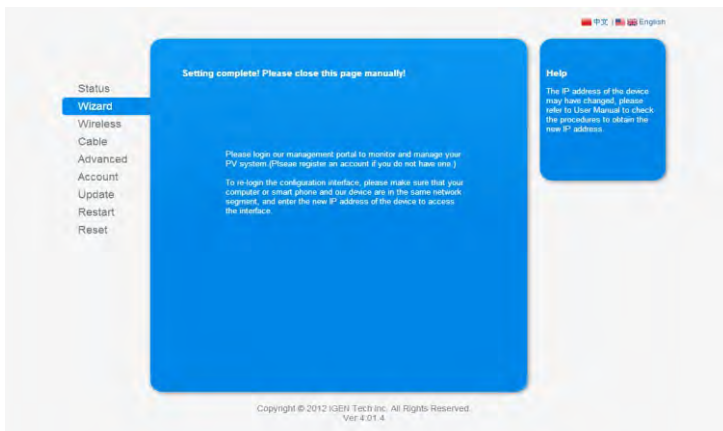 中文 | English
Setting complete! Please close this page manually!
Status
Wizard
Wireless
Cable
Advanced
Account
Update
Restart
Reset
Please login our management portal to monitor and manage your
PV system.(Plseae register an account if you do not have one.)
To re-login the configuration interface, please make sure that your
computer or smart phone and our device are in the same network
segment, and enter the new IP address of the device to access
the interface.
Help
The IP address of the device
may have changed, please
refer to User Manual to check
the procedures to obtain the
new IP address.
Copyright © 2012 IGEN Tech Inc. All Rights Reserved.
Ver 4.01.4